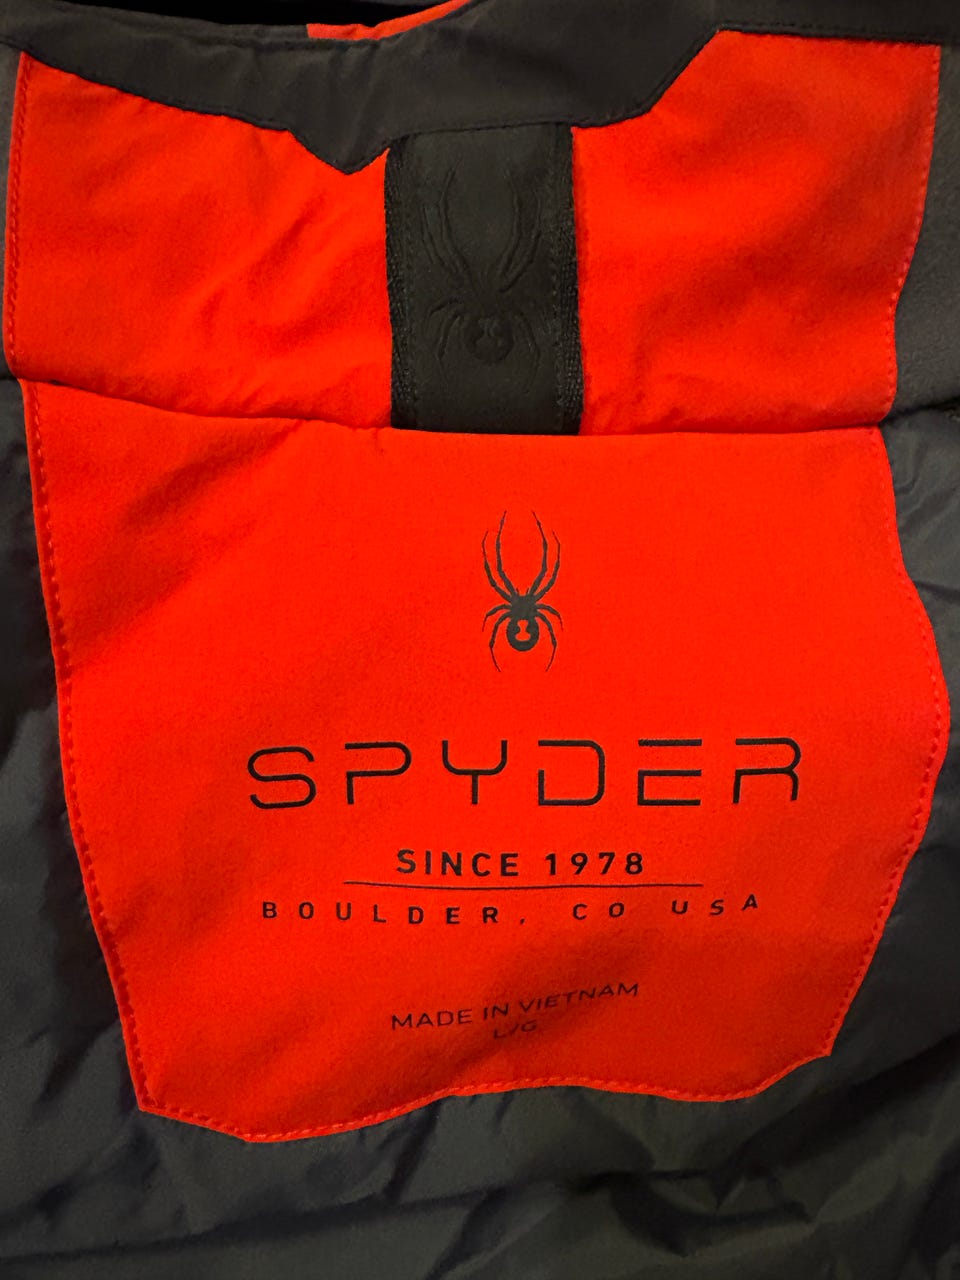 SPYDER
SINCE 1978
BOULDER, CO USA
MADE IN VIETNAM
L/G